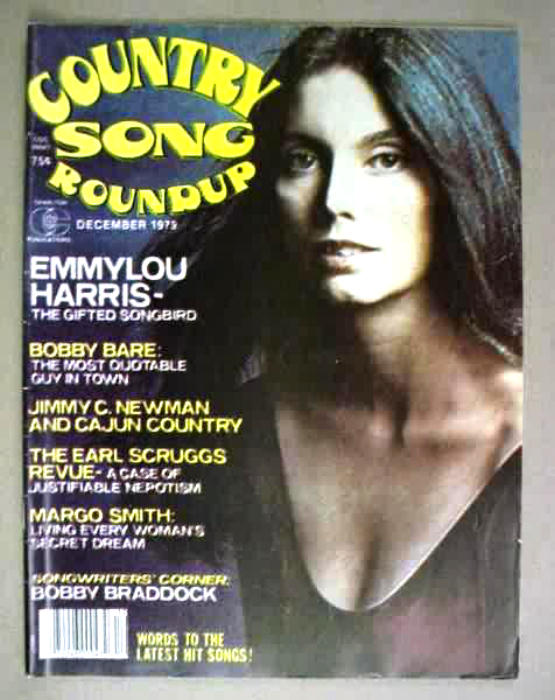 COUNTRY
SONG
ROUNDUP
75¢
DECEMBER 1979
EMMYLOU
HARRIS-
THE GIFTED SONGBIRD
BOBBY BARE:
THE MOST QUOTABLE
GUY IN TOWN
JIMMY C. NEWMAN
AND CAJUN COUNTRY
THE EARL SCRUGGS
REVUE- A CASE OF
JUSTIFIABLE NEPOTISM
MARGO SMITH:
LIVING EVERY WOMAN'S
SECRET DREAM
SONGWRITERS' CORNER:
BOBBY BRADDOCK
WORDS TO THE
LATEST HIT SONGS!